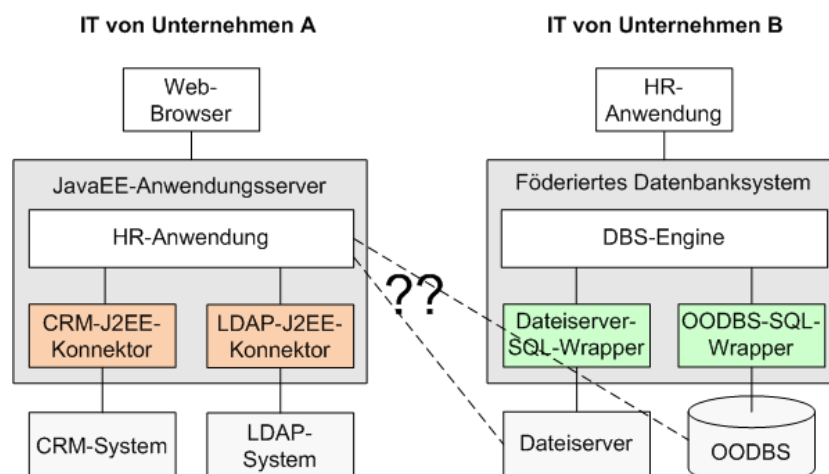 IT von Unternehmen A
IT von Unternehmen B
Web-
Browser
HR-
Anwendung
JavaEE-Anwendungsserver
Föderiertes Datenbanksystem
HR-Anwendung
DBS-Engine
??
CRM-J2EE-
Konnektor
LDAP-J2EE-
Konnektor
Dateiserver-
SQL-Wrapper
OODBS-SQL-
Wrapper
CRM-System
LDAP-
System
Dateiserver
OODBS